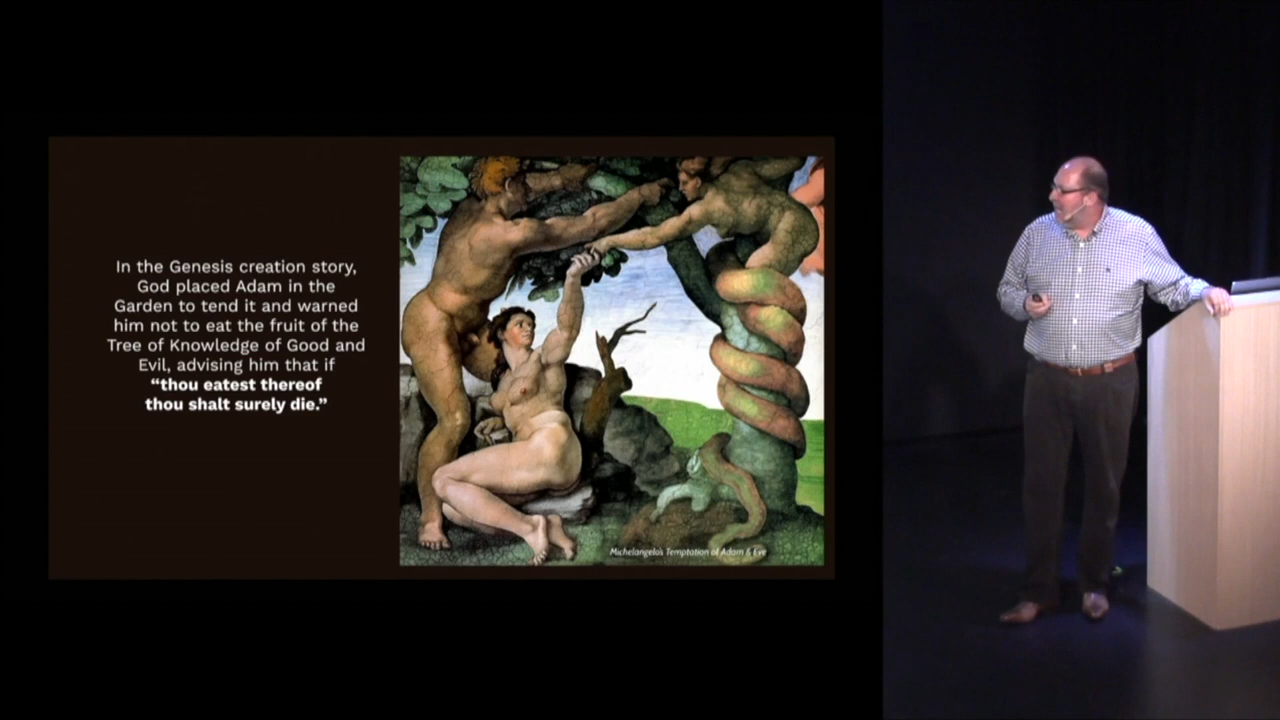 In the Genesis creation story,
God placed Adam in the
Garden to tend it and warned
him not to eat the fruit of the
Tree of Knowledge of Good and
Evil, advising him that if
“thou eatest thereof
thou shalt surely die.”
Michelangelo's Temptation of Adam & Eve